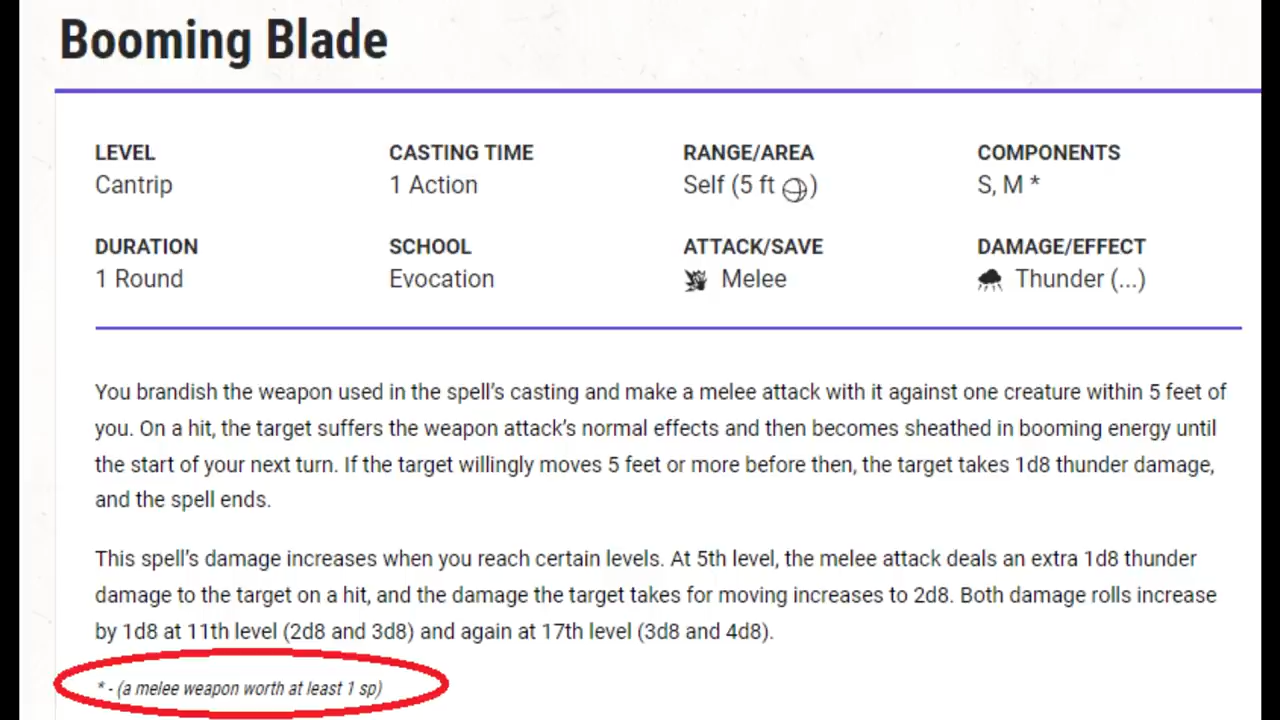 Booming Blade
LEVEL CASTING TIME RANGE/AREA COMPONENTS
Cantrip 1 Action Self (5 ft ) S, M *
DURATION SCHOOL ATTACK/SAVE DAMAGE/EFFECT
1 Round Evocation Melee Thunder (...)
You brandish the weapon used in the spell's casting and make a melee attack with it against one creature within 5 feet of
you. On a hit, the target suffers the weapon attack's normal effects and then becomes sheathed in booming energy until
the start of your next turn. If the target willingly moves 5 feet or more before then, the target takes 1d8 thunder damage,
and the spell ends.
This spell's damage increases when you reach certain levels. At 5th level, the melee attack deals an extra 1d8 thunder
damage to the target on a hit, and the damage the target takes for moving increases to 2d8. Both damage rolls increase
by 1d8 at 11th level (2d8 and 3d8) and again at 17th level (3d8 and 4d8).
* - (a melee weapon worth at least 1 sp)